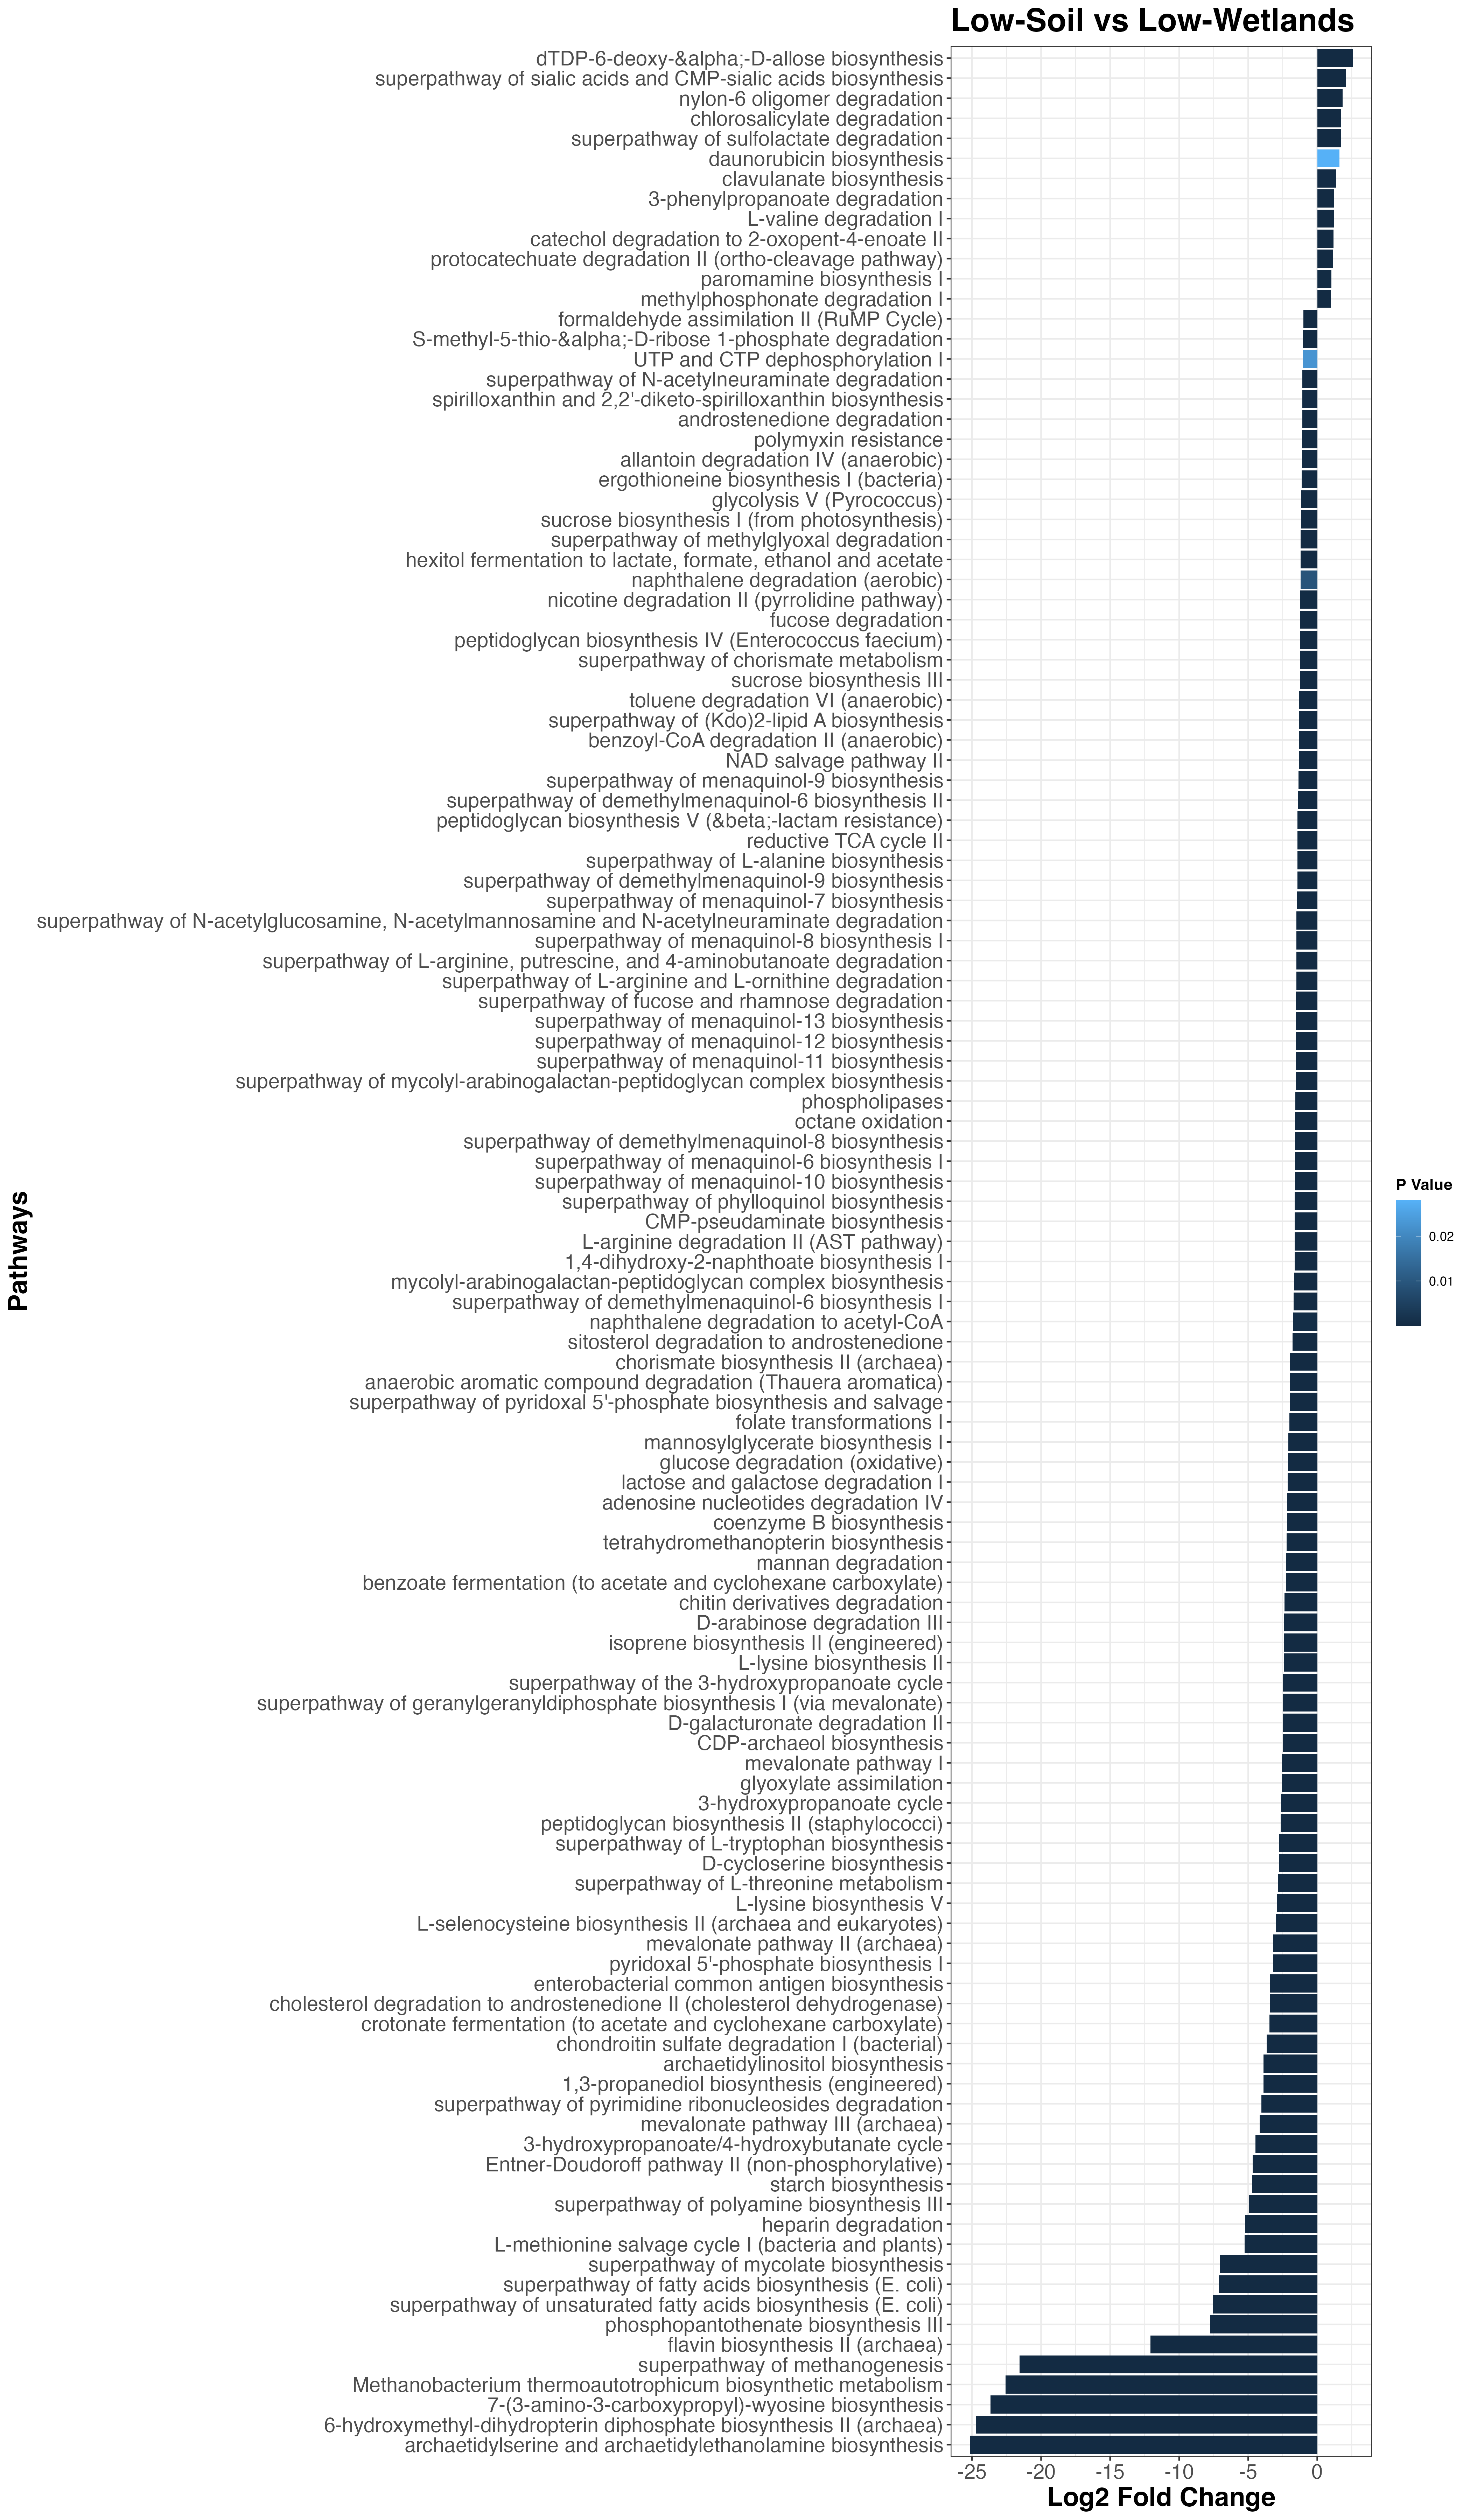 Low-Soil vs Low-Wetlands
dTDP-6-deoxy-&alpha;-D-allose biosynthesis
superpathway of sialic acids and CMP-sialic acids biosynthesis
nylon-6 oligomer degradation
chlorosalicylate degradation
superpathway of sulfolactate degradation
daunorubicin biosynthesis
clavulanate biosynthesis
3-phenylpropanoate degradation
L-valine degradation I
catechol degradation to 2-oxopent-4-enoate II
protocatechuate degradation II (ortho-cleavage pathway)
paromamine biosynthesis I
methylphosphonate degradation I
formaldehyde assimilation II (RuMP Cycle)
S-methyl-5-thio-&alpha;-D-ribose 1-phosphate degradation
UTP and CTP dephosphorylation I
superpathway of N-acetylneuraminate degradation
spirilloxanthin and 2,2'-diketo-spirilloxanthin biosynthesis
androstenedione degradation
polymyxin resistance
allantoin degradation IV (anaerobic)
ergothioneine biosynthesis I (bacteria)
glycolysis V (Pyrococcus)
sucrose biosynthesis I (from photosynthesis)
superpathway of methylglyoxal degradation
hexitol fermentation to lactate, formate, ethanol and acetate
naphthalene degradation (aerobic)
nicotine degradation II (pyrrolidine pathway)
fucose degradation
peptidoglycan biosynthesis IV (Enterococcus faecium)
superpathway of chorismate metabolism
sucrose biosynthesis III
toluene degradation VI (anaerobic)
superpathway of (Kdo)2-lipid A biosynthesis
benzoyl-CoA degradation II (anaerobic)
NAD salvage pathway II
superpathway of menaquinol-9 biosynthesis
superpathway of demethylmenaquinol-6 biosynthesis II
peptidoglycan biosynthesis V (&beta;-lactam resistance)
reductive TCA cycle II
superpathway of L-alanine biosynthesis
superpathway of demethylmenaquinol-9 biosynthesis
superpathway of menaquinol-7 biosynthesis
superpathway of N-acetylglucosamine, N-acetylmannosamine and N-acetylneuraminate degradation
superpathway of menaquinol-8 biosynthesis I
superpathway of L-arginine, putrescine, and 4-aminobutanoate degradation
superpathway of L-arginine and L-ornithine degradation
superpathway of fucose and rhamnose degradation
superpathway of menaquinol-13 biosynthesis
superpathway of menaquinol-12 biosynthesis
superpathway of menaquinol-11 biosynthesis
superpathway of mycolyl-arabinogalactan-peptidoglycan complex biosynthesis
phospholipases
octane oxidation
superpathway of demethylmenaquinol-8 biosynthesis
superpathway of menaquinol-6 biosynthesis I
superpathway of menaquinol-10 biosynthesis
superpathway of phylloquinol biosynthesis
CMP-pseudaminate biosynthesis
L-arginine degradation II (AST pathway)
1,4-dihydroxy-2-naphthoate biosynthesis I
mycolyl-arabinogalactan-peptidoglycan complex biosynthesis
superpathway of demethylmenaquinol-6 biosynthesis I
naphthalene degradation to acetyl-CoA
sitosterol degradation to androstenedione
chorismate biosynthesis II (archaea)
anaerobic aromatic compound degradation (Thauera aromatica)
superpathway of pyridoxal 5'-phosphate biosynthesis and salvage
folate transformations I
mannosylglycerate biosynthesis I
glucose degradation (oxidative)
lactose and galactose degradation I
adenosine nucleotides degradation IV
coenzyme B biosynthesis
tetrahydromethanopterin biosynthesis
mannan degradation
benzoate fermentation (to acetate and cyclohexane carboxylate)
chitin derivatives degradation
D-arabinose degradation III
isoprene biosynthesis II (engineered)
L-lysine biosynthesis II
superpathway of the 3-hydroxypropanoate cycle
superpathway of geranylgeranyldiphosphate biosynthesis I (via mevalonate)
D-galacturonate degradation II
CDP-archaeol biosynthesis
mevalonate pathway I
glyoxylate assimilation
3-hydroxypropanoate cycle
peptidoglycan biosynthesis II (staphylococci)
superpathway of L-tryptophan biosynthesis
D-cycloserine biosynthesis
superpathway of L-threonine metabolism
L-lysine biosynthesis V
L-selenocysteine biosynthesis II (archaea and eukaryotes)
mevalonate pathway II (archaea)
pyridoxal 5'-phosphate biosynthesis I
enterobacterial common antigen biosynthesis
cholesterol degradation to androstenedione II (cholesterol dehydrogenase)
crotonate fermentation (to acetate and cyclohexane carboxylate)
chondroitin sulfate degradation I (bacterial)
archaetidylinositol biosynthesis
1,3-propanediol biosynthesis (engineered)
superpathway of pyrimidine ribonucleosides degradation
mevalonate pathway III (archaea)
3-hydroxypropanoate/4-hydroxybutanate cycle
Entner-Doudoroff pathway II (non-phosphorylative)
starch biosynthesis
superpathway of polyamine biosynthesis III
heparin degradation
L-methionine salvage cycle I (bacteria and plants)
superpathway of mycolate biosynthesis
superpathway of fatty acids biosynthesis (E. coli)
superpathway of unsaturated fatty acids biosynthesis (E. coli)
phosphopantothenate biosynthesis III
flavin biosynthesis II (archaea)
superpathway of methanogenesis
Methanobacterium thermoautotrophicum biosynthetic metabolism
7-(3-amino-3-carboxypropyl)-wyosine biosynthesis
6-hydroxymethyl-dihydropterin diphosphate biosynthesis II (archaea)
archaetidylserine and archaetidylethanolamine biosynthesis
-25 -20 -15 -10 -5 0
Log2 Fold Change
Pathways
P Value
0.02
0.01